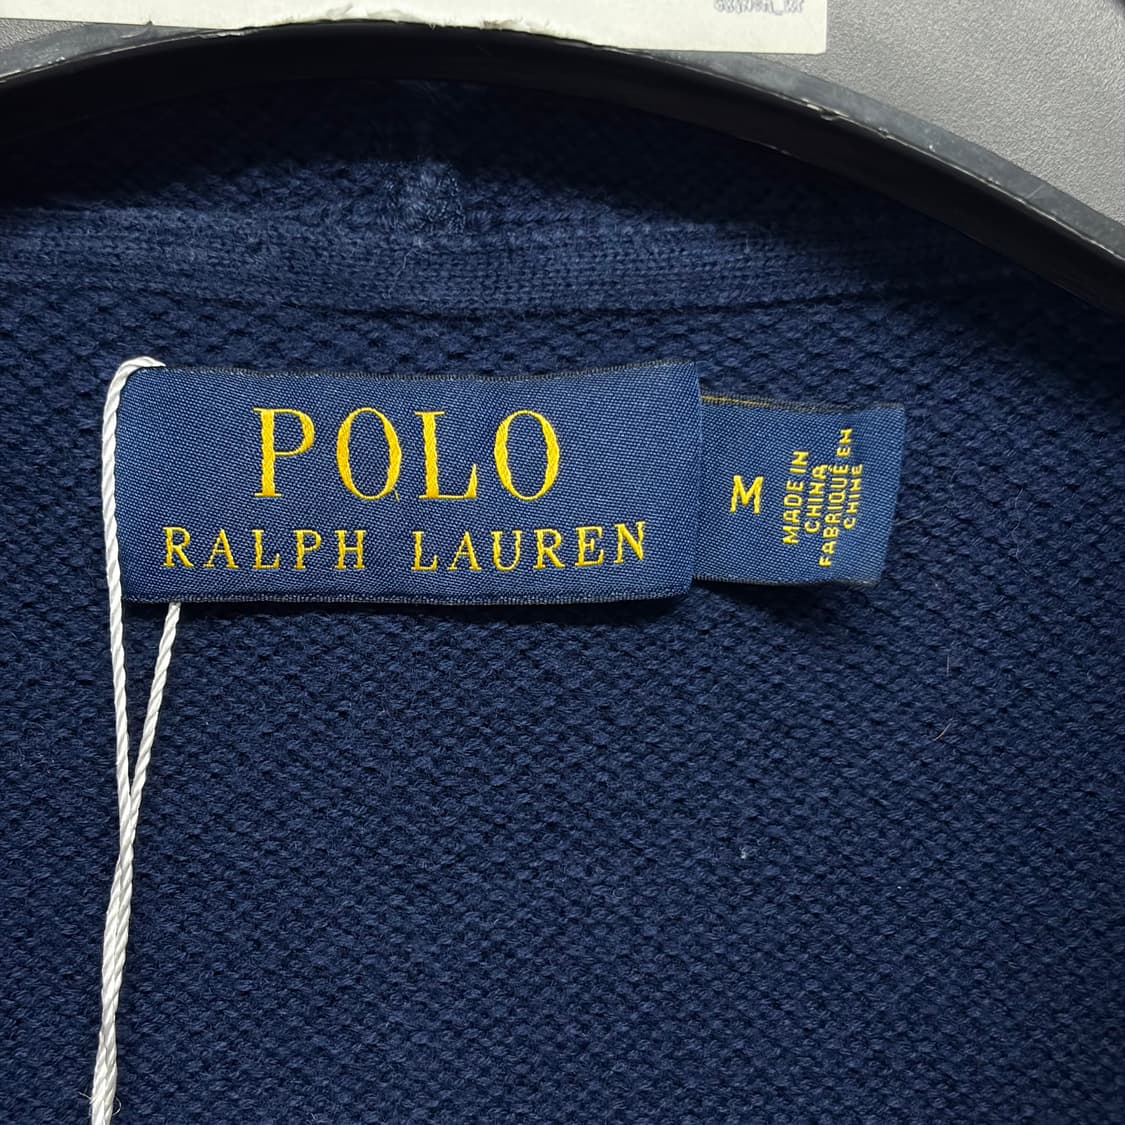 POLO
RALPH LAUREN
M
MADE IN
CHINA
FABRIQUÉ EN
CHINE